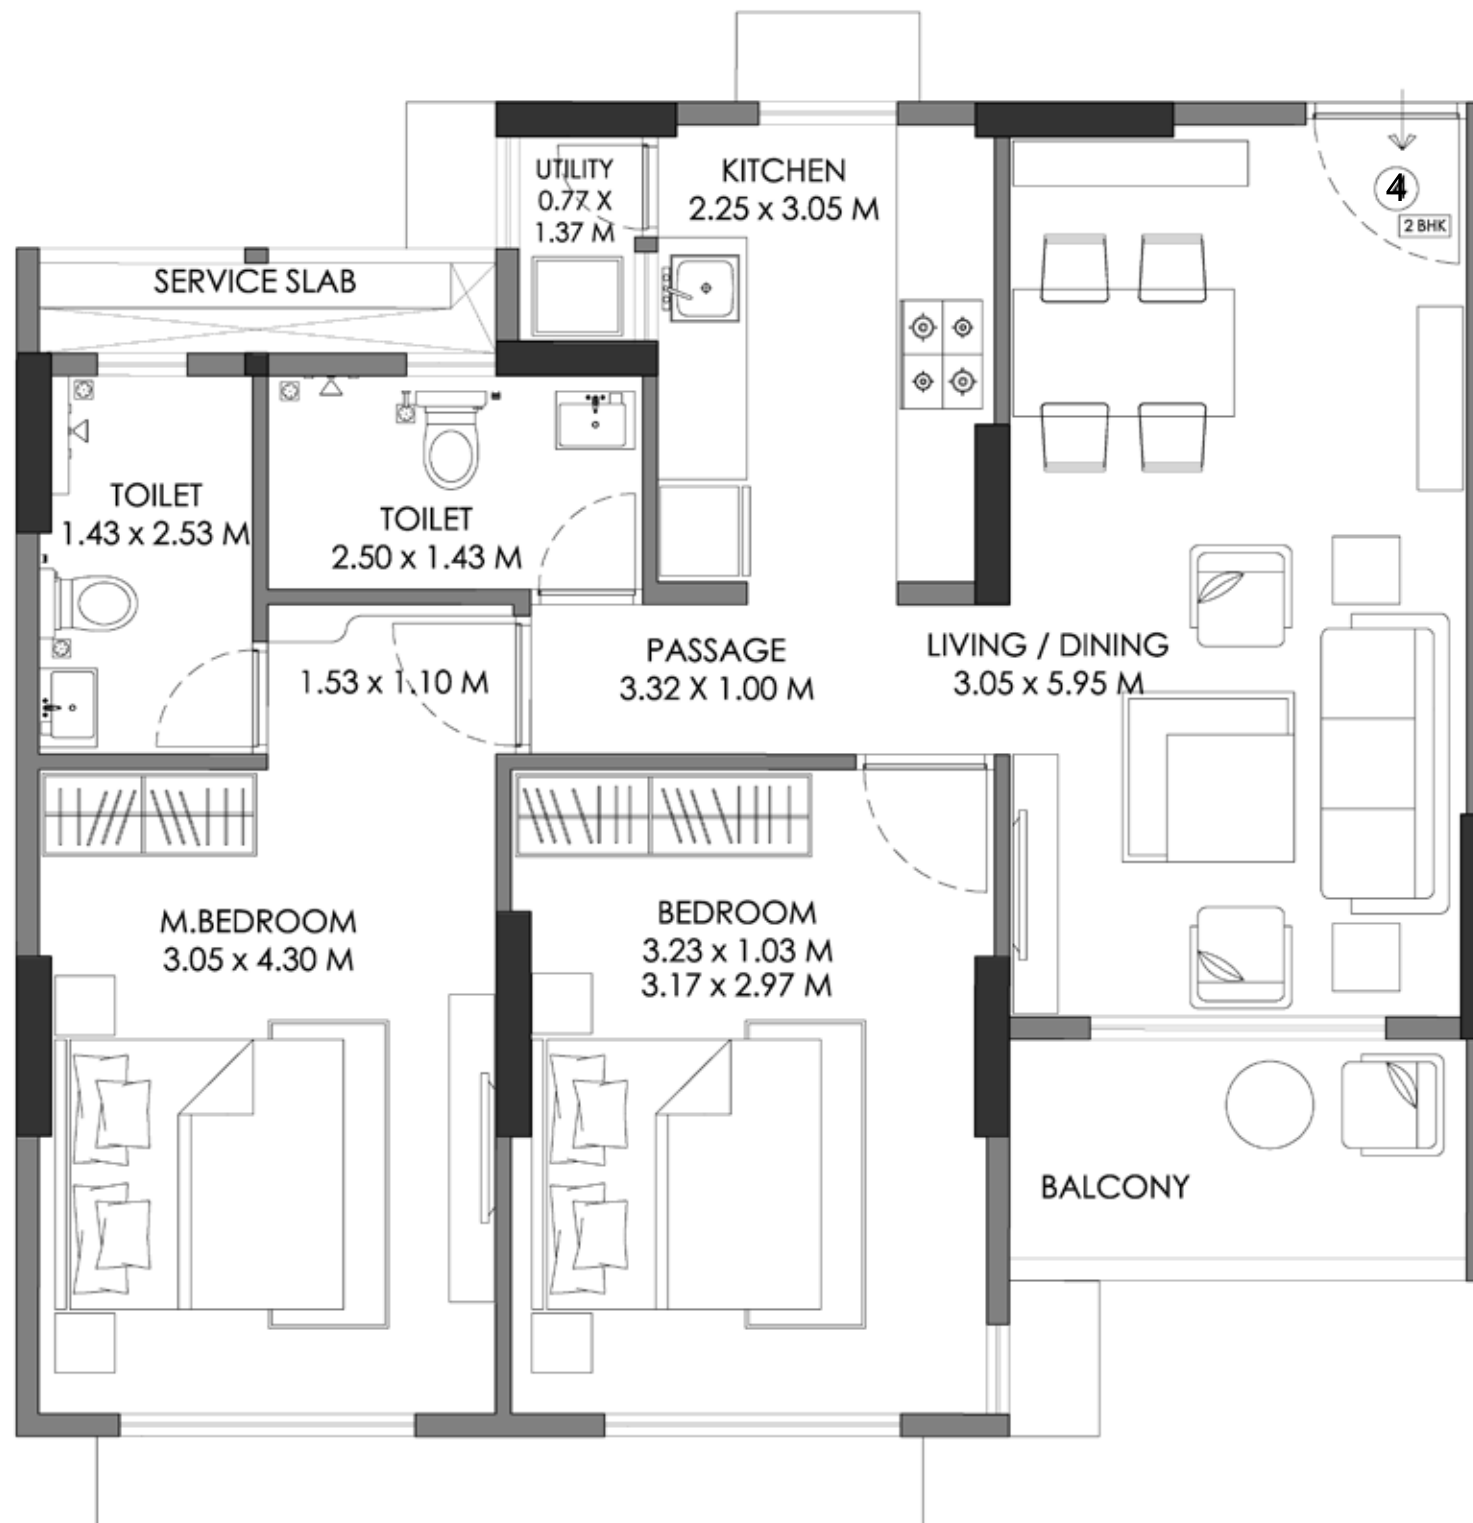 UTILITY
0.77 X
1.37 M
KITCHEN
2.25 x 3.05 M
4
2 BHK
SERVICE SLAB
TOILET
1.43 x 2.53 M
TOILET
2.50 x 1.43 M
1.53 x 1.10 M
PASSAGE
3.32 X 1.00 M
LIVING / DINING
3.05 x 5.95 M
M.BEDROOM
3.05 x 4.30 M
BEDROOM
3.23 x 1.03 M
3.17 x 2.97 M
BALCONY